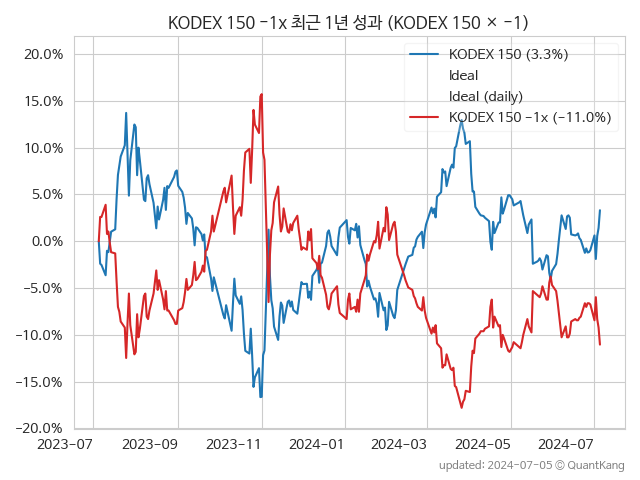 KODEX 150 −1x 최근 1년 성과 (KODEX 150 × −1)
20.0%
15.0%
10.0%
5.0%
0.0%
−5.0%
−10.0%
−15.0%
−20.0%
KODEX 150 (3.3%)
Ideal
Ideal (daily)
KODEX 150 −1x (−11.0%)
2023-07 2023-09 2023-11 2024-01 2024-03 2024-05 2024-07
updated: 2024-07-05 ⓒ QuantKang